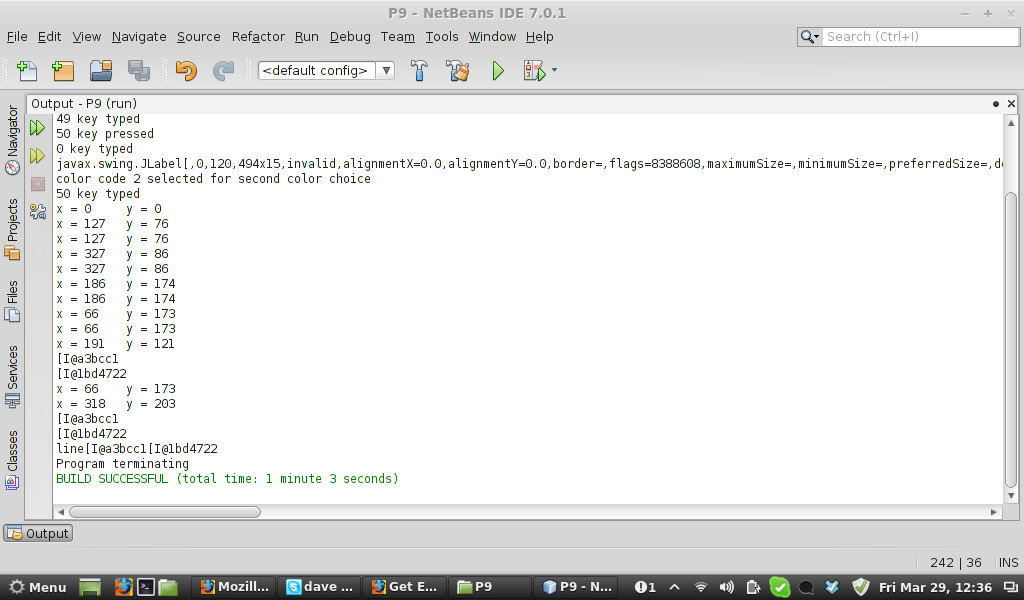 P9 - NetBeans IDE 7.0.1
File Edit View Navigate Source Refactor Run Debug Team Tools Window Help
Search (Ctrl+I)
<default config>
Output - P9 (run)
Navigator
Projects
Files
Services
Classes
49 key typed
50 key pressed
0 key typed
javax.swing.JLabel[,0,120,494x15,invalid,alignmentX=0.0,alignmentY=0.0,border=,flags=8388608,maximumSize=,minimumSize=,preferredSize=,de
color code 2 selected for second color choice
50 key typed
x = 0 y = 0
x = 127 y = 76
x = 127 y = 76
x = 327 y = 86
x = 327 y = 86
x = 186 y = 174
x = 186 y = 174
x = 66 y = 173
x = 66 y = 173
x = 191 y = 121
[I@a3bcc1
[I@1bd4722
x = 66 y = 173
x = 318 y = 203
[I@a3bcc1
[I@1bd4722
line[I@a3bcc1[I@1bd4722
Program terminating
BUILD SUCCESSFUL (total time: 1 minute 3 seconds)
Output
242 | 36 INS
Menu Mozill... dave ... Get E... P9 P9 - N... 1 Fri Mar 29, 12:36